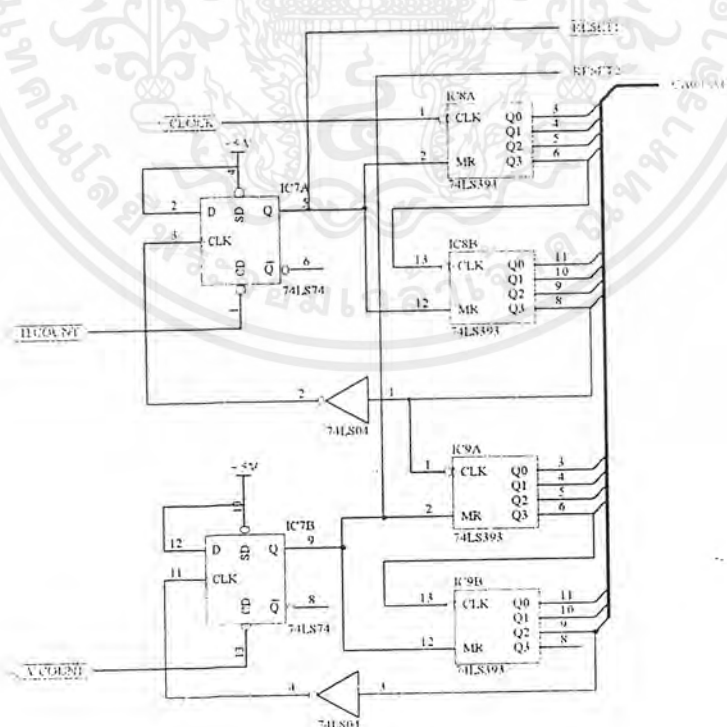 RESET1
RESET2
CLOCK
IC8A
1
CLK
Q0
3
Q1
4
Q2
5
Q3
6
2
MR
74LS393
+5V
4
IC7A
2
D
SD
Q
5
3
CLK
CD
Q
6
74LS74
1
H COUNT
IC8B
13
CLK
Q0
11
Q1
10
Q2
9
Q3
8
12
MR
74LS393
2
1
74LS04
IC9A
1
CLK
Q0
3
Q1
4
Q2
5
Q3
6
2
MR
74LS393
+5V
10
IC7B
12
D
SD
Q
9
11
CLK
CD
Q
8
74LS74
13
V COUNT
IC9B
13
CLK
Q0
11
Q1
10
Q2
9
Q3
8
12
MR
74LS393
4
3
74LS04